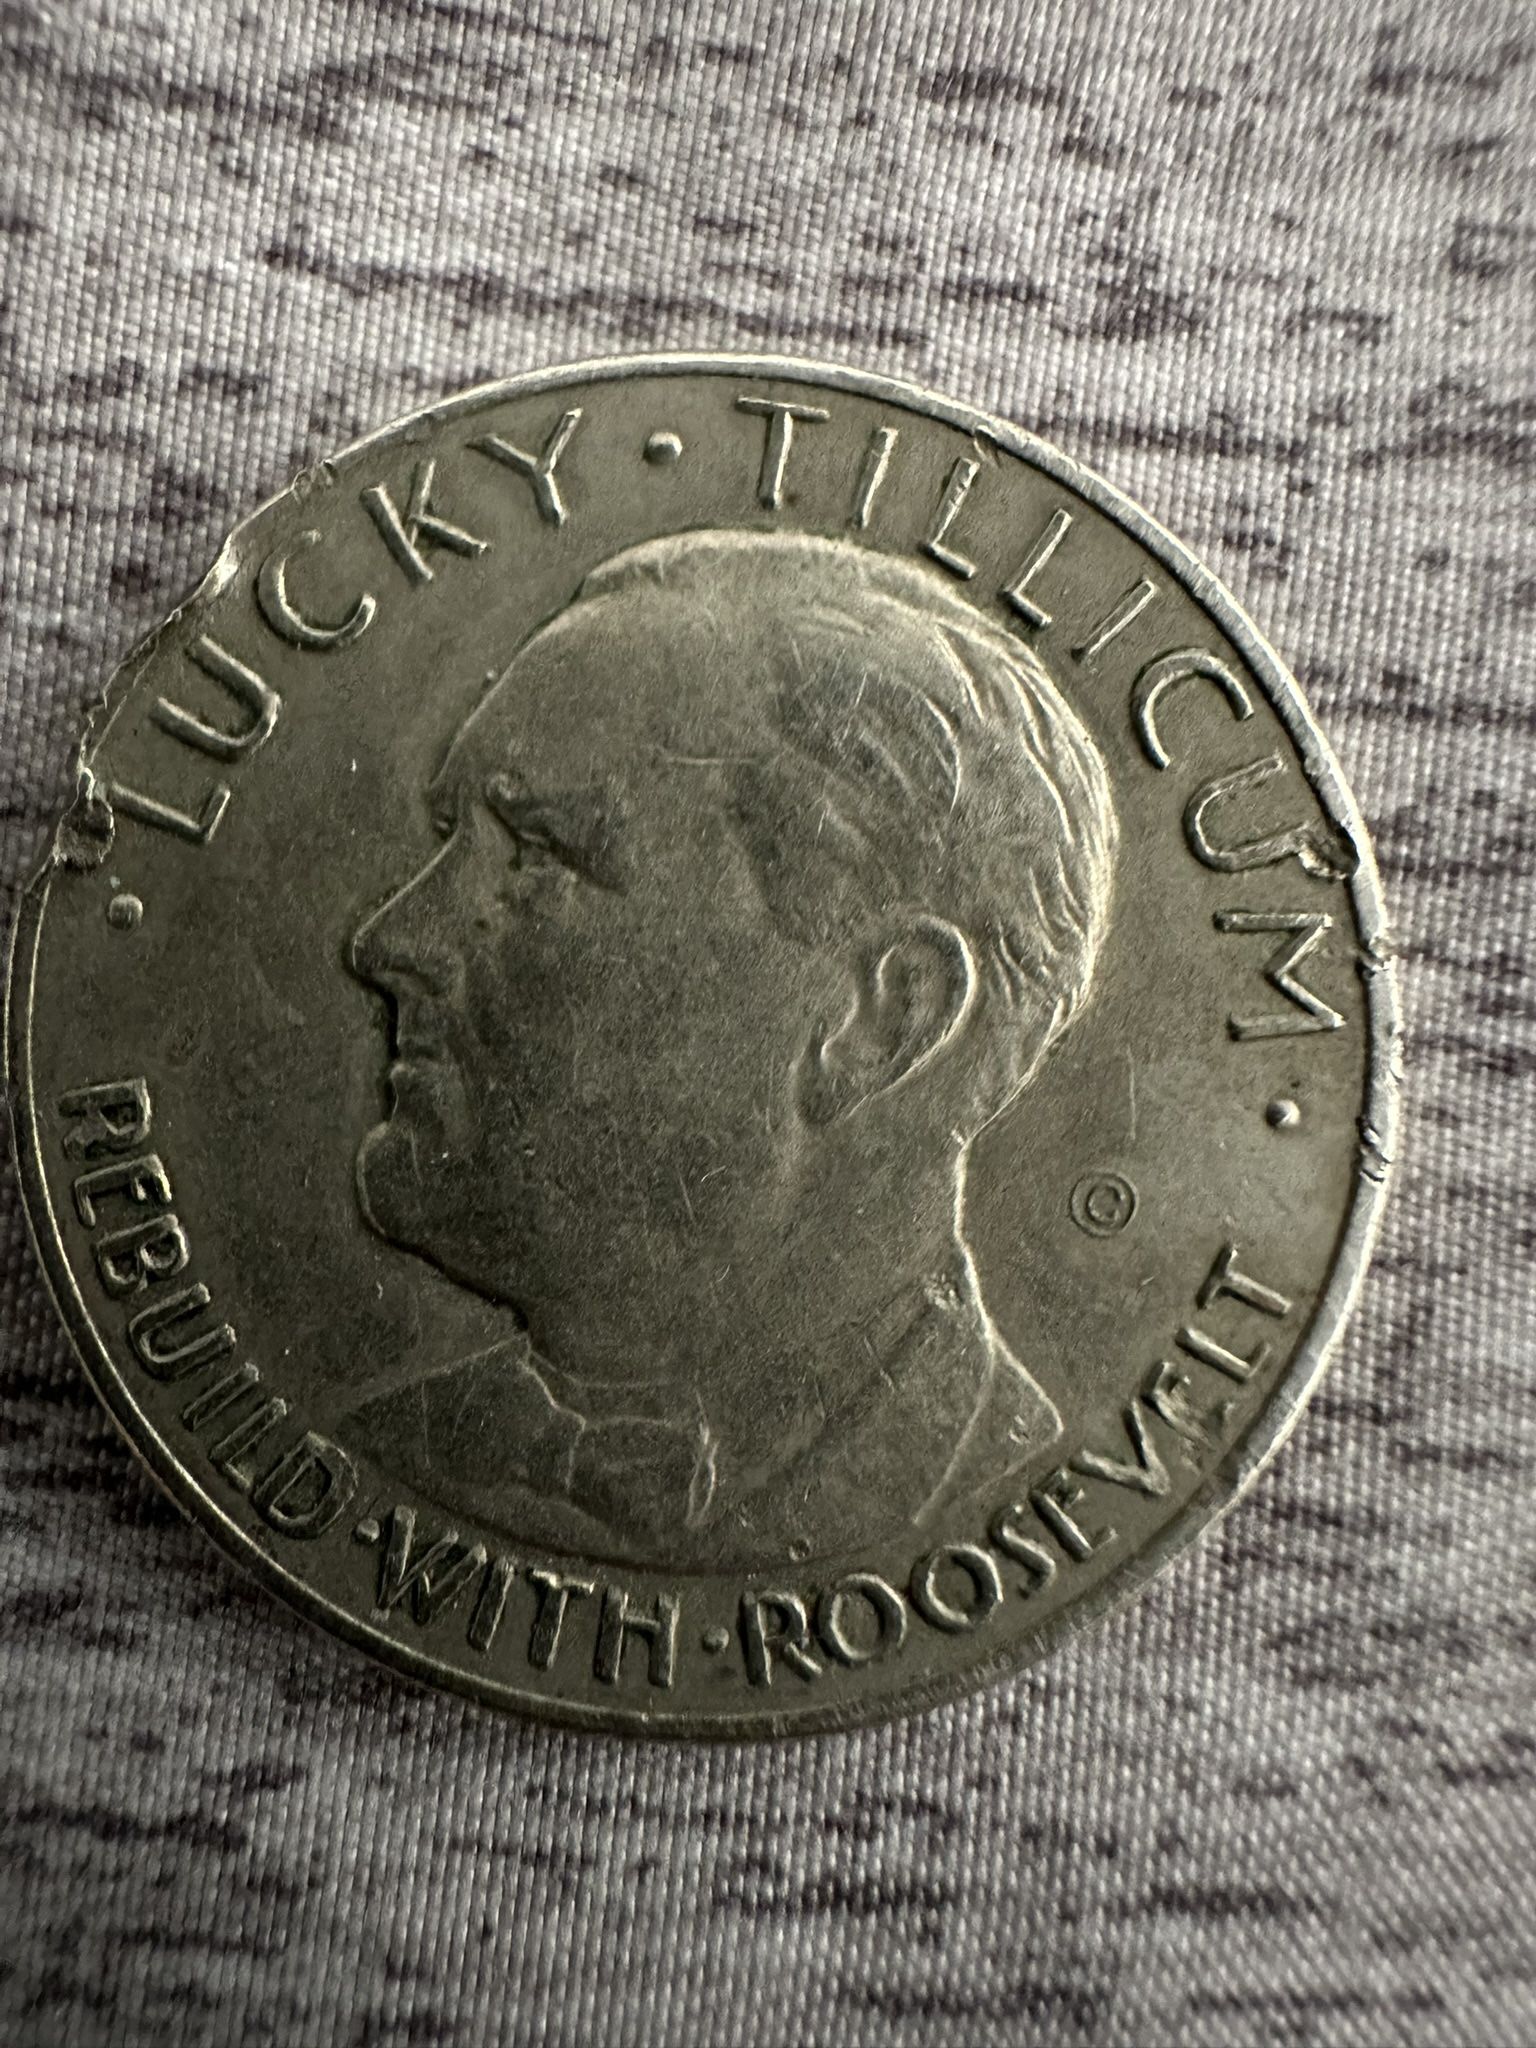 · LUCKY · TILLICUM ·
©
REBUILD · WITH · ROOSEVELT